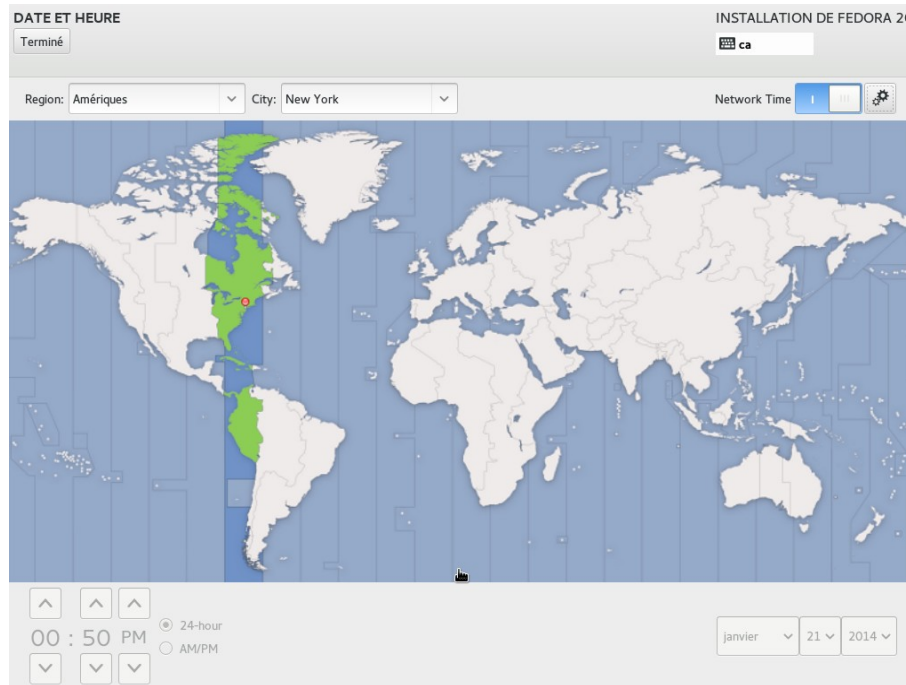 DATE ET HEURE
INSTALLATION DE FEDORA 20
Terminé
ca
Region: Amériques City: New York Network Time
00 : 50 PM
24-hour
AM/PM
janvier 21 2014